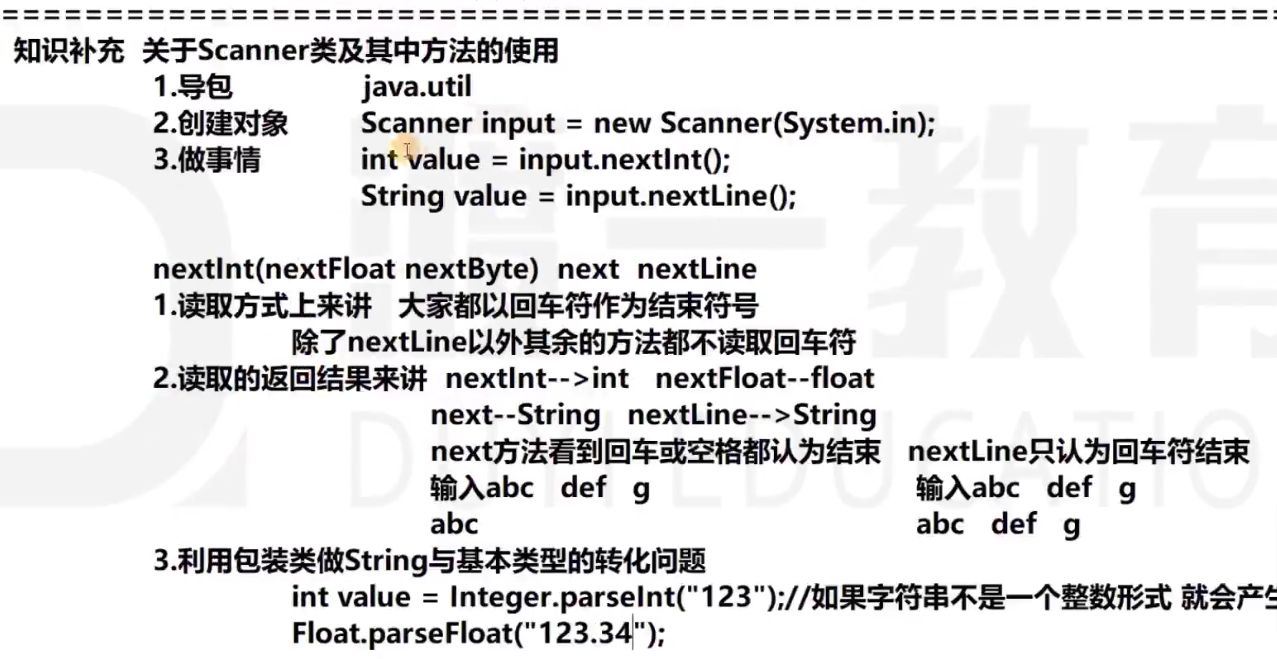 ==========================================================================
知识补充 关于Scanner类及其中方法的使用
1.导包 java.util
2.创建对象 Scanner input = new Scanner(System.in);
3.做事情 int value = input.nextInt();
String value = input.nextLine();
nextInt(nextFloat nextByte) next nextLine
1.读取方式上来讲 大家都以回车符作为结束符号
除了nextLine以外其余的方法都不读取回车符
2.读取的返回结果来讲 nextInt-->int nextFloat--float
next--String nextLine-->String
next方法看到回车或空格都认为结束 nextLine只认为回车符结束
输入abc def g 输入abc def g
abc abc def g
3.利用包装类做String与基本类型的转化问题
int value = Integer.parseInt("123");//如果字符串不是一个整数形式 就会产生
Float.parseFloat("123.34");
一教育
EDUCATIO